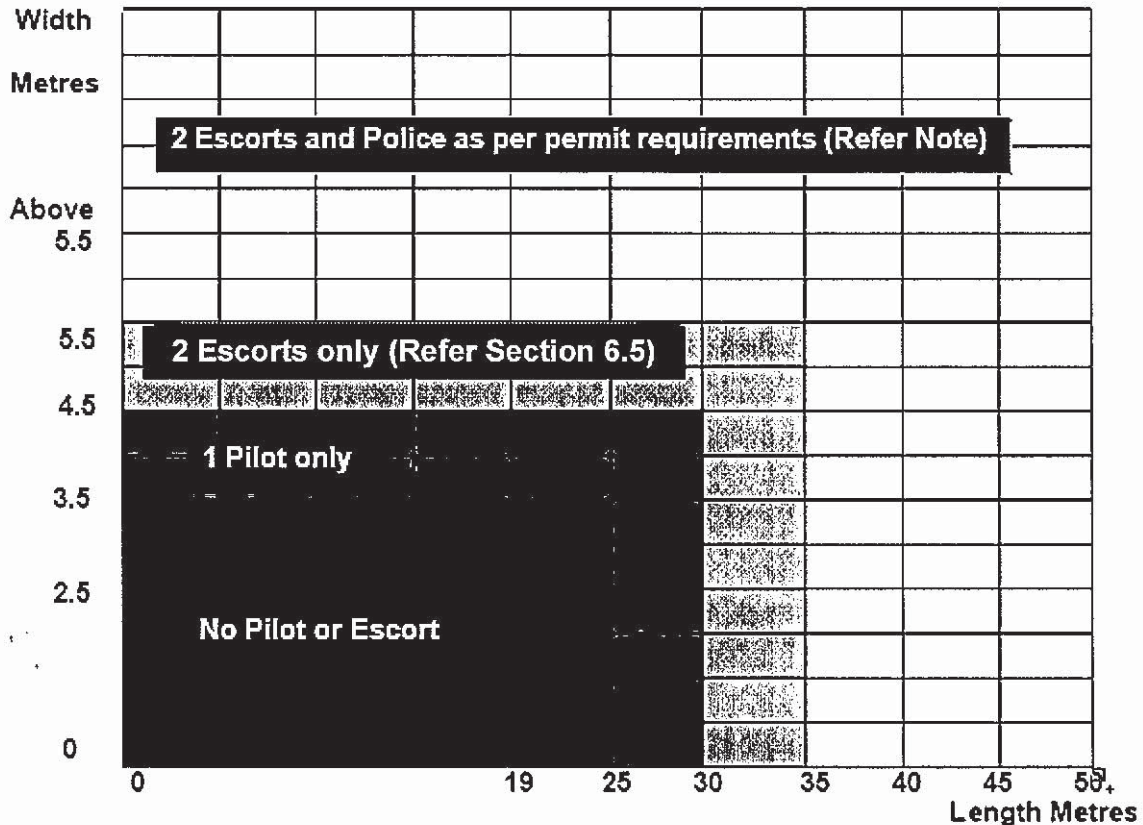 Width
Metres
2 Escorts and Police as per permit requirements (Refer Note)
Above
5.5
5.5
2 Escorts only (Refer Section 6.5)
4.5
1 Pilot only
3.5
2.5
No Pilot or Escort
0
0 19 25 30 35 40 45 50+
Length Metres